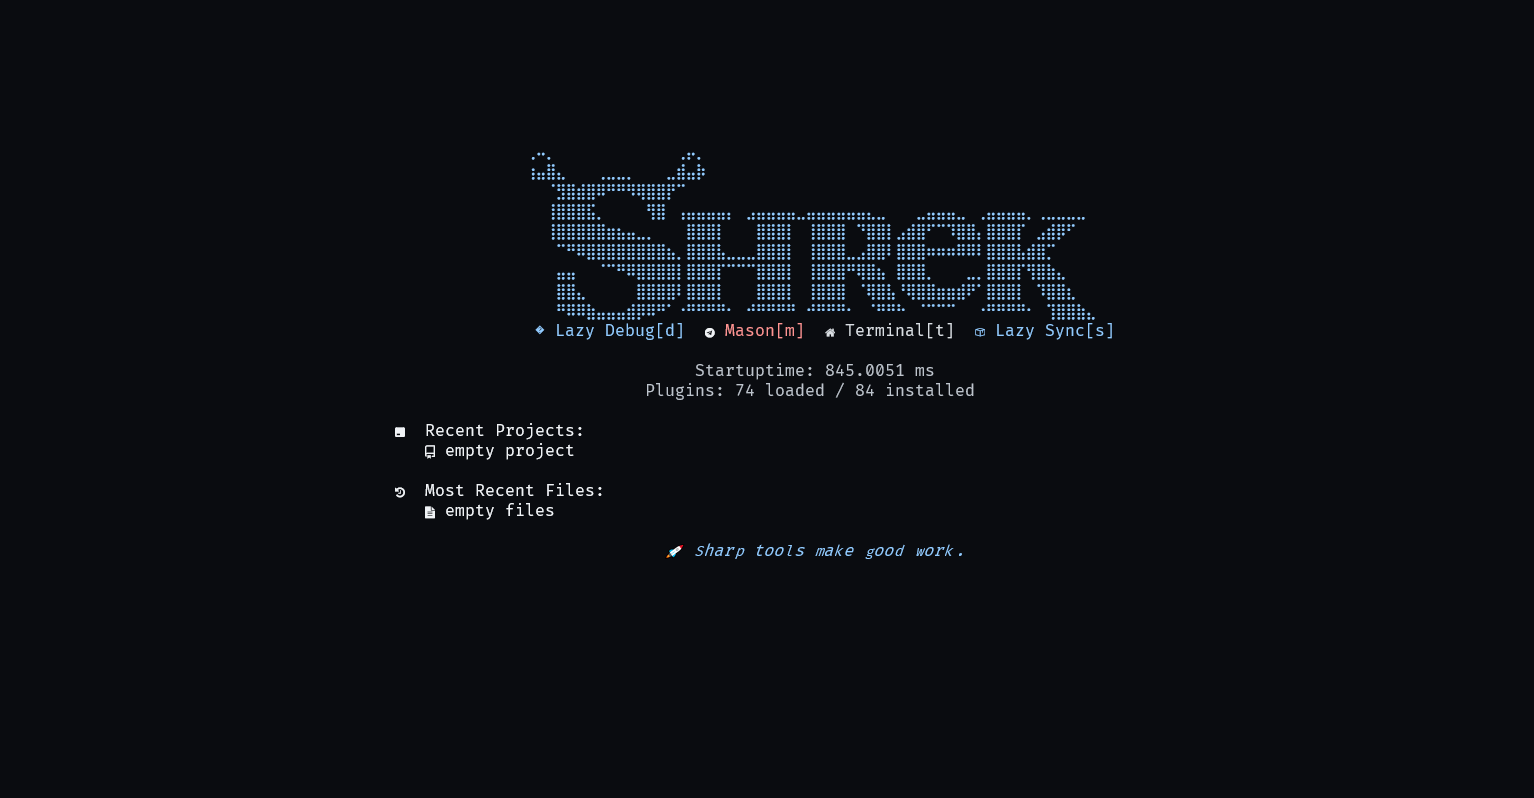 SHREK
Lazy Debug[d] Mason[m] Terminal[t] Lazy Sync[s]
Startuptime: 845.0051 ms
Plugins: 74 loaded / 84 installed
Recent Projects:
empty project
Most Recent Files:
empty files
Sharp tools make good work.